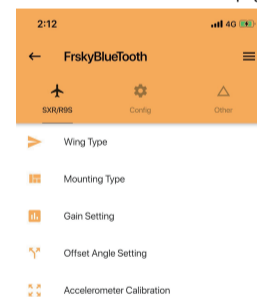 2:12
4G
FrskyBlueTooth
SXR/R9S
Config
Other
Wing Type
Mounting Type
Gain Setting
Offset Angle Setting
Accelerometer Calibration